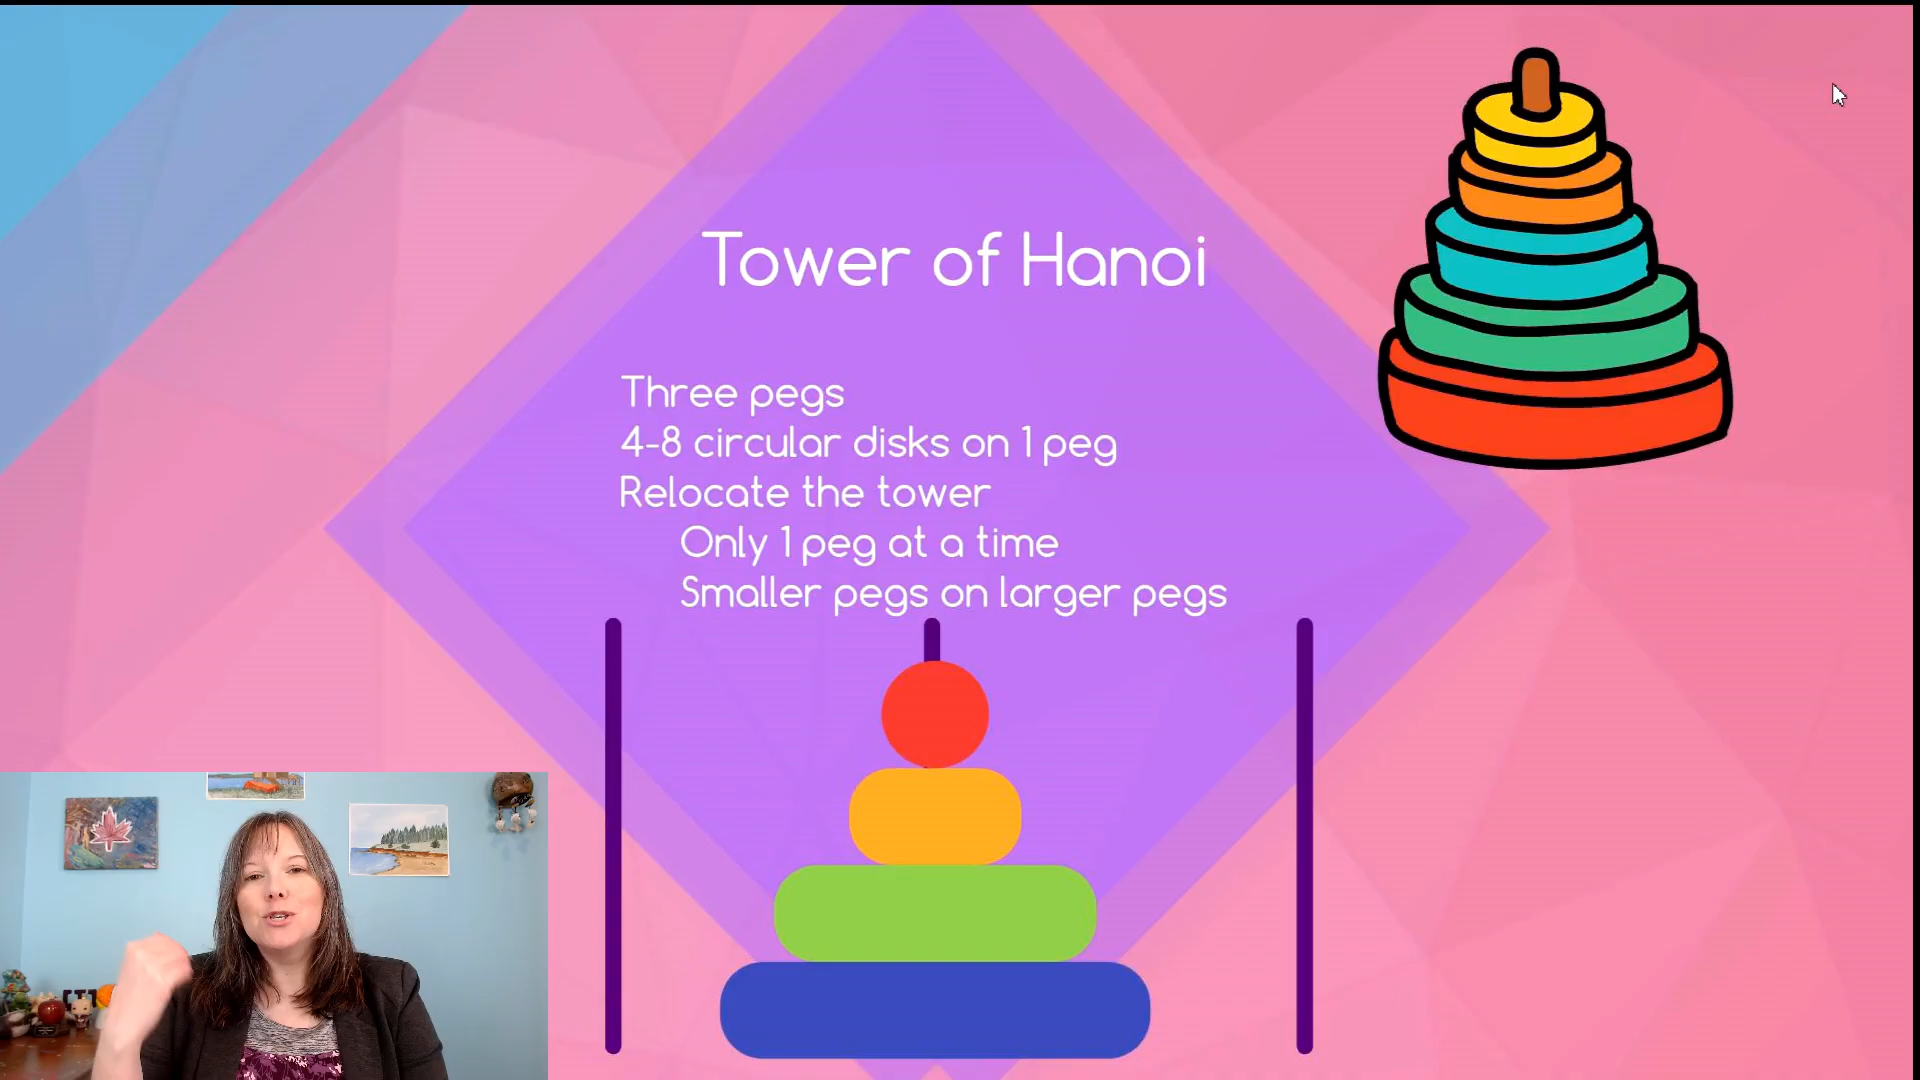 Tower of Hanoi
Three pegs
4-8 circular disks on 1 peg
Relocate the tower
Only 1 peg at a time
Smaller pegs on larger pegs